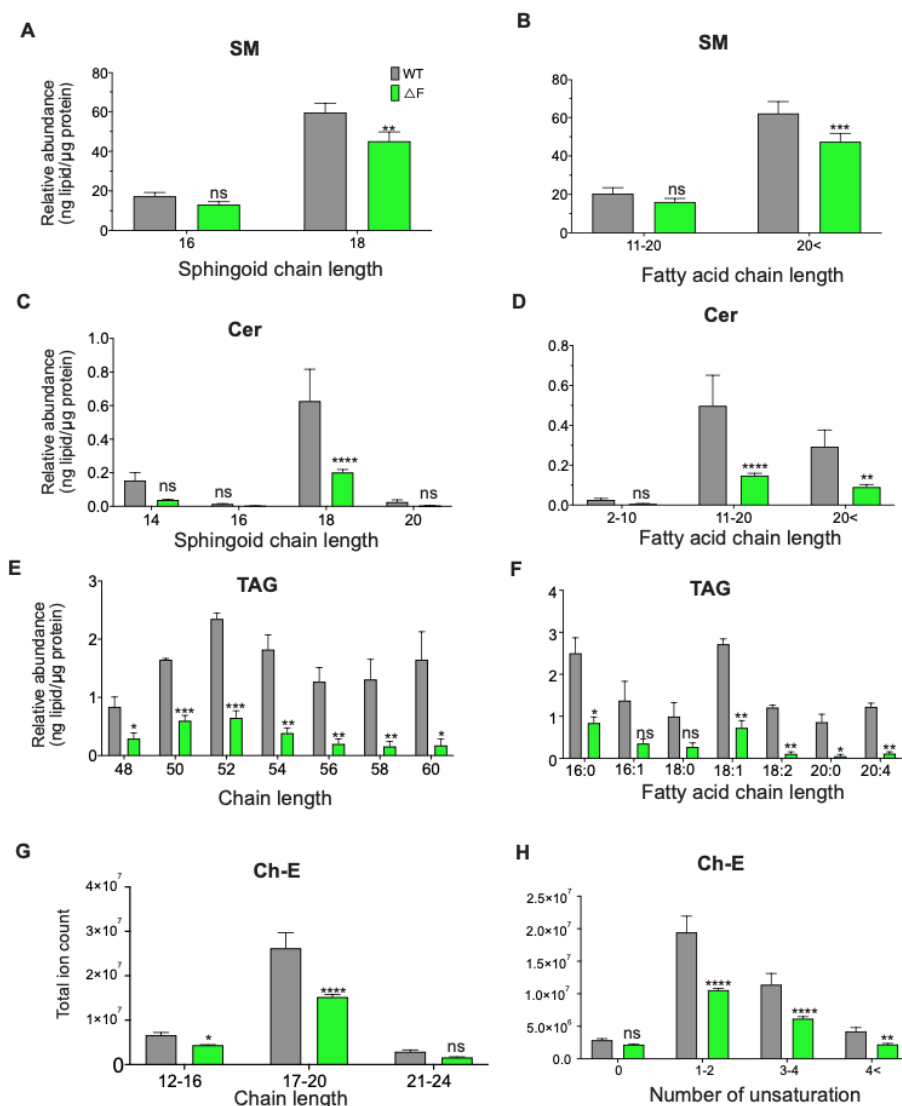 A
SM
Relative abundance
(ng lipid/µg protein)
80
60
40
20
0
WT
△F
ns
**
16
18
Sphingoid chain length
B
SM
80
60
40
20
0
ns
***
11-20
20<
Fatty acid chain length
C
Cer
Relative abundance
(ng lipid/µg protein)
1.0
0.8
0.6
0.4
0.2
0.0
ns
ns
****
ns
14
16
18
20
Sphingoid chain length
D
Cer
0.8
0.6
0.4
0.2
0.0
ns
****
**
2-10
11-20
20<
Fatty acid chain length
E
TAG
Relative abundance
(ng lipid/µg protein)
3
2
1
0
*
***
***
**
**
**
*
48
50
52
54
56
58
60
Chain length
F
TAG
4
3
2
1
0
*
ns
ns
**
**
*
**
16:0
16:1
18:0
18:1
18:2
20:0
20:4
Fatty acid chain length
G
Ch-E
Total ion count
4×10⁷
3×10⁷
2×10⁷
1×10⁷
0
*
****
ns
12-16
17-20
21-24
Chain length
H
Ch-E
2.5×10⁷
2.0×10⁷
1.5×10⁷
1.0×10⁷
5.0×10⁶
0.0
ns
****
****
**
0
1-2
3-4
4<
Number of unsaturation